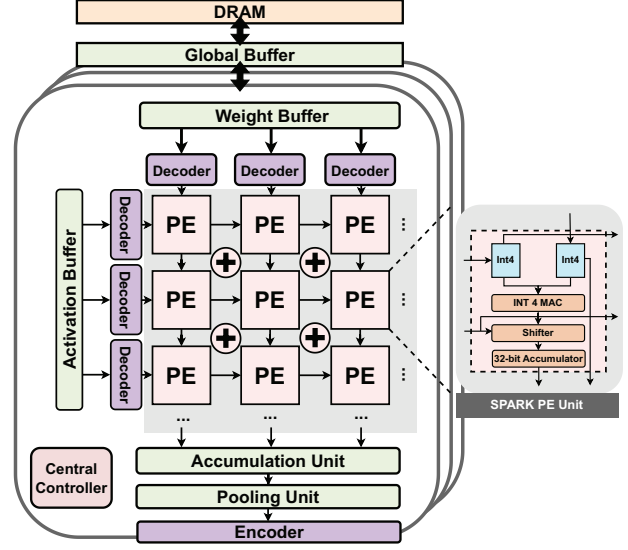 DRAM
Global Buffer
Weight Buffer
Decoder Decoder Decoder
Activation Buffer
Decoder
Decoder
Decoder
PE PE PE ...
PE PE PE ...
PE PE PE ...
... ... ...
Accumulation Unit
Pooling Unit
Encoder
Central
Controller
Int4 Int4
INT 4 MAC
Shifter
32-bit Accumulator
SPARK PE Unit